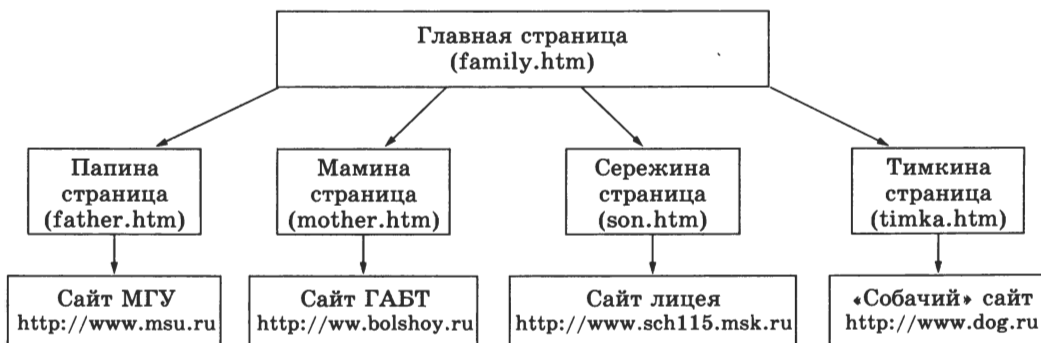 Главная страница
(family.htm)
Папина
страница
(father.htm)
Мамина
страница
(mother.htm)
Сережина
страница
(son.htm)
Тимкина
страница
(timka.htm)
Сайт МГУ
http://www.msu.ru
Сайт ГАБТ
http://ww.bolshoy.ru
Сайт лицея
http://www.sch115.msk.ru
«Собачий» сайт
http://www.dog.ru